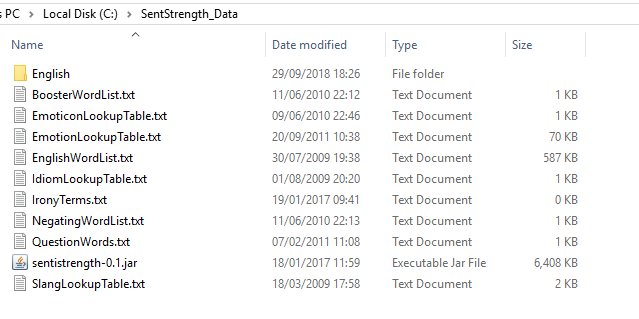 s PC > Local Disk (C:) > SentStrength_Data
Name Date modified Type Size
English 29/09/2018 18:26 File folder
BoosterWordList.txt 11/06/2010 22:12 Text Document 1 KB
EmoticonLookupTable.txt 09/06/2010 22:46 Text Document 1 KB
EmotionLookupTable.txt 20/09/2011 10:38 Text Document 70 KB
EnglishWordList.txt 30/07/2009 19:38 Text Document 587 KB
IdiomLookupTable.txt 01/08/2009 20:20 Text Document 1 KB
IronyTerms.txt 19/01/2017 09:41 Text Document 0 KB
NegatingWordList.txt 11/06/2010 22:13 Text Document 1 KB
QuestionWords.txt 07/02/2011 11:08 Text Document 1 KB
sentistrength-0.1.jar 18/01/2017 11:59 Executable Jar File 6,408 KB
SlangLookupTable.txt 18/03/2009 17:58 Text Document 2 KB